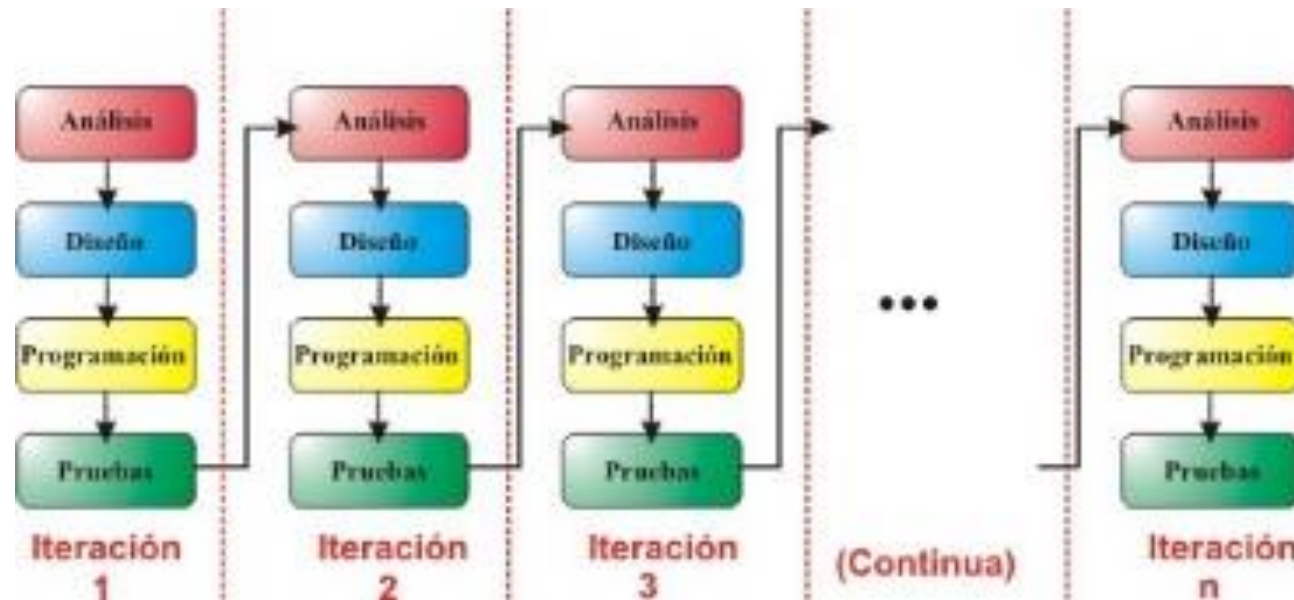 Análisis
Diseño
Programación
Pruebas
Iteración
1
Análisis
Diseño
Programación
Pruebas
Iteración
2
Análisis
Diseño
Programación
Pruebas
Iteración
3
...
(Continua)
Análisis
Diseño
Programación
Pruebas
Iteración
n